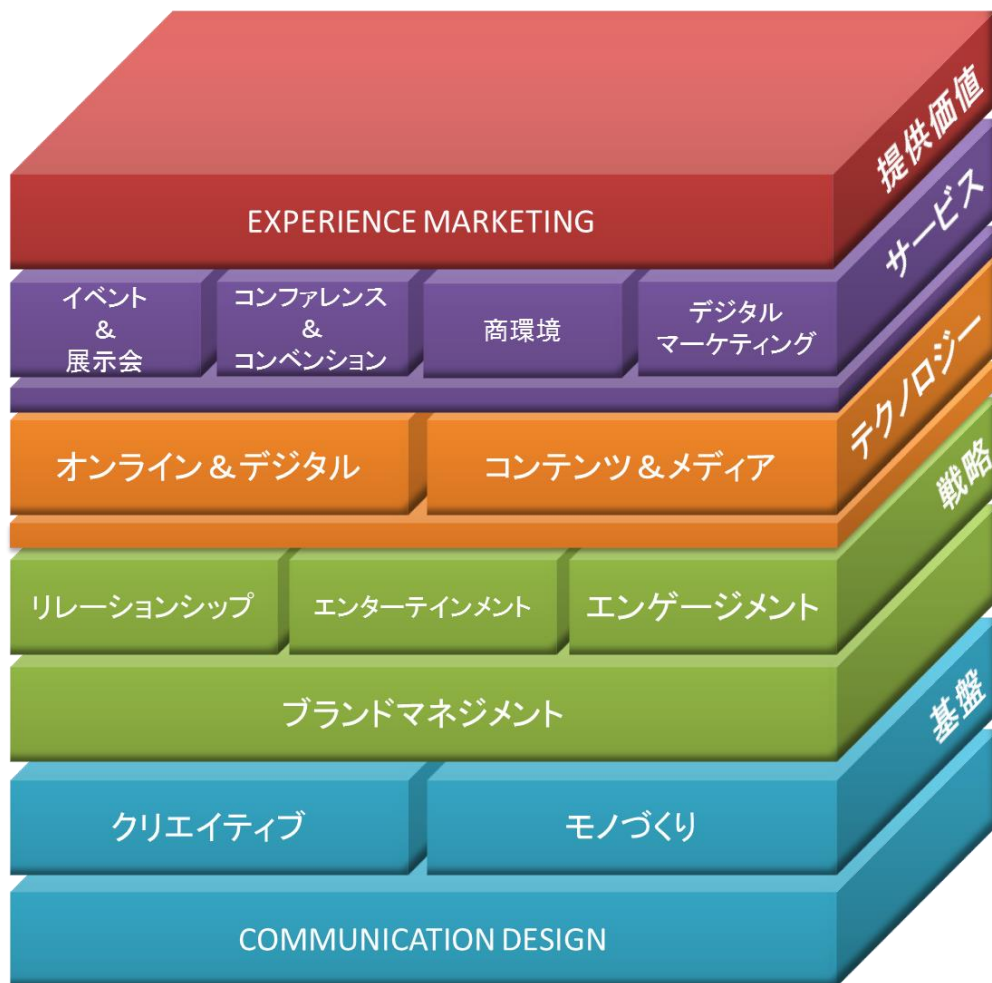 提供価値
EXPERIENCE MARKETING
サービス
イベント
&
展示会
コンファレンス
&
コンベンション
商環境
デジタル
マーケティング
テクノロジー
オンライン&デジタル
コンテンツ&メディア
戦略
リレーションシップ
エンターテインメント
エンゲージメント
ブランドマネジメント
基盤
クリエイティブ
モノづくり
COMMUNICATION DESIGN